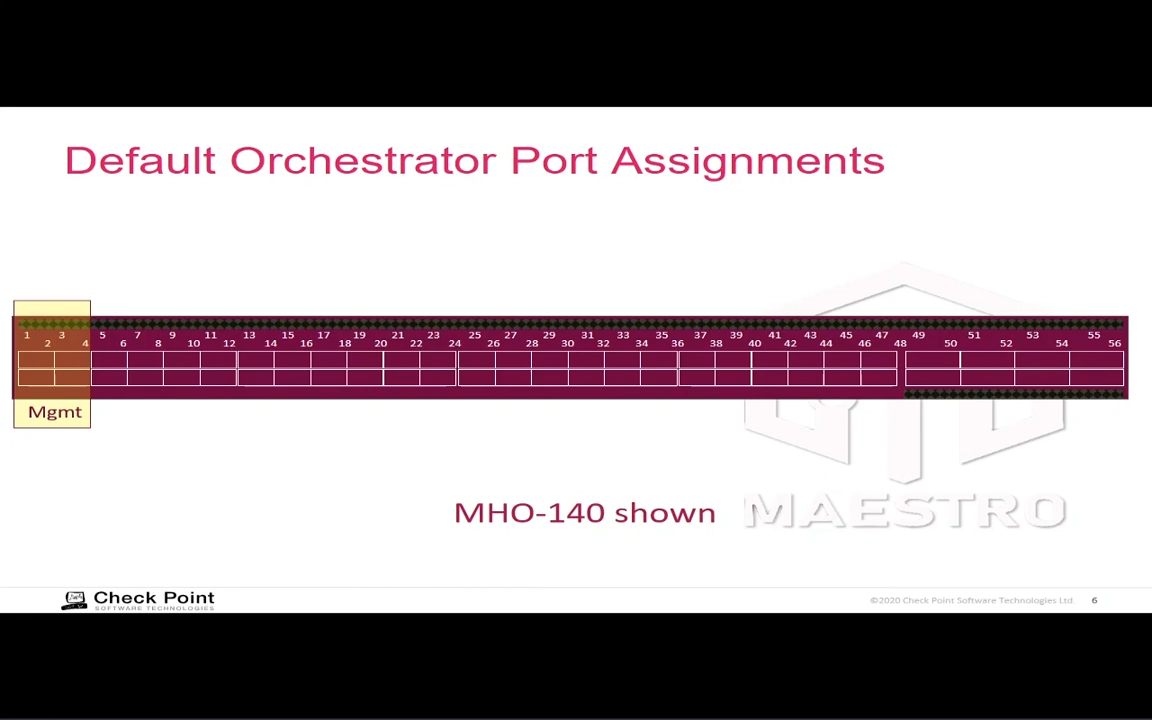 Default Orchestrator Port Assignments
1 3 5 7 9 11 13 15 17 19 21 23 25 27 29 31 33 35 37 39 41 43 45 47 49 51 53 55
2 4 6 8 10 12 14 16 18 20 22 24 26 28 30 32 34 36 38 40 42 44 46 48 50 52 54 56
Mgmt
MHO-140 shown
MAESTRO
Check Point
SOFTWARE TECHNOLOGIES
©2020 Check Point Software Technologies Ltd. 6